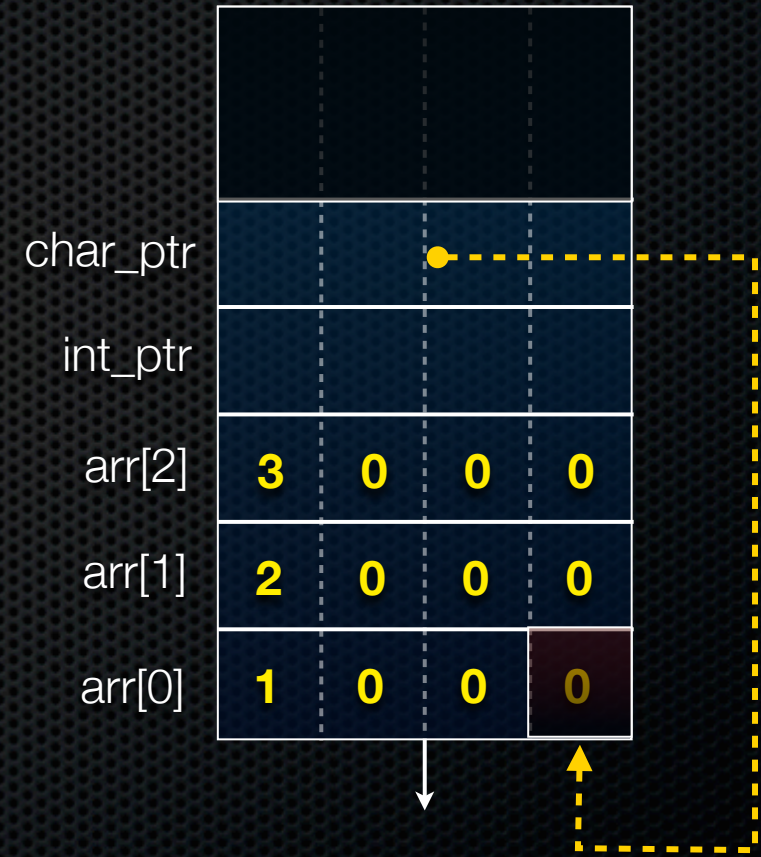 char_ptr
int_ptr
arr[2] 3 0 0 0
arr[1] 2 0 0 0
arr[0] 1 0 0 0